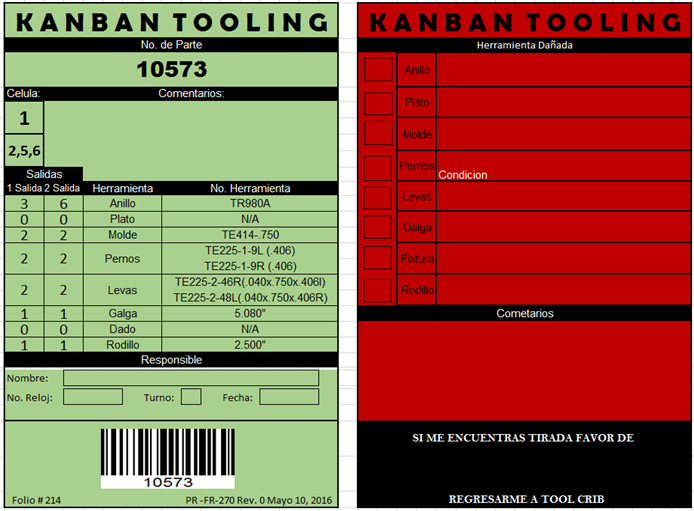 KANBAN TOOLING
No. de Parte
10573
Celula: Comentarios:
1
2,5,6
Salidas
1 Salida 2 Salida Herramienta No. Herramienta
3 6 Anillo TR980A
0 0 Plato N/A
2 2 Molde TE414-.750
2 2 Pernos TE225-1-9L (.406)
TE225-1-9R (.406)
2 2 Levas TE225-2-46R(.040x.750x.406l)
TE225-2-48L(.040x.750x.406R)
1 1 Galga 5.080"
0 0 Dado N/A
1 1 Rodillo 2.500"
Responsible
Nombre:
No. Reloj: Turno: Fecha:
10573
Folio # 214 PR -FR-270 Rev. 0 Mayo 10, 2016
KANBAN TOOLING
Herramienta Dañada
Anillo
Plato
Molde
Pernos Condicion
Levas
Galga
Fixtura
Rodillo
Cometarios
SI ME ENCUENTRAS TIRADA FAVOR DE
REGRESARME A TOOL CRIB